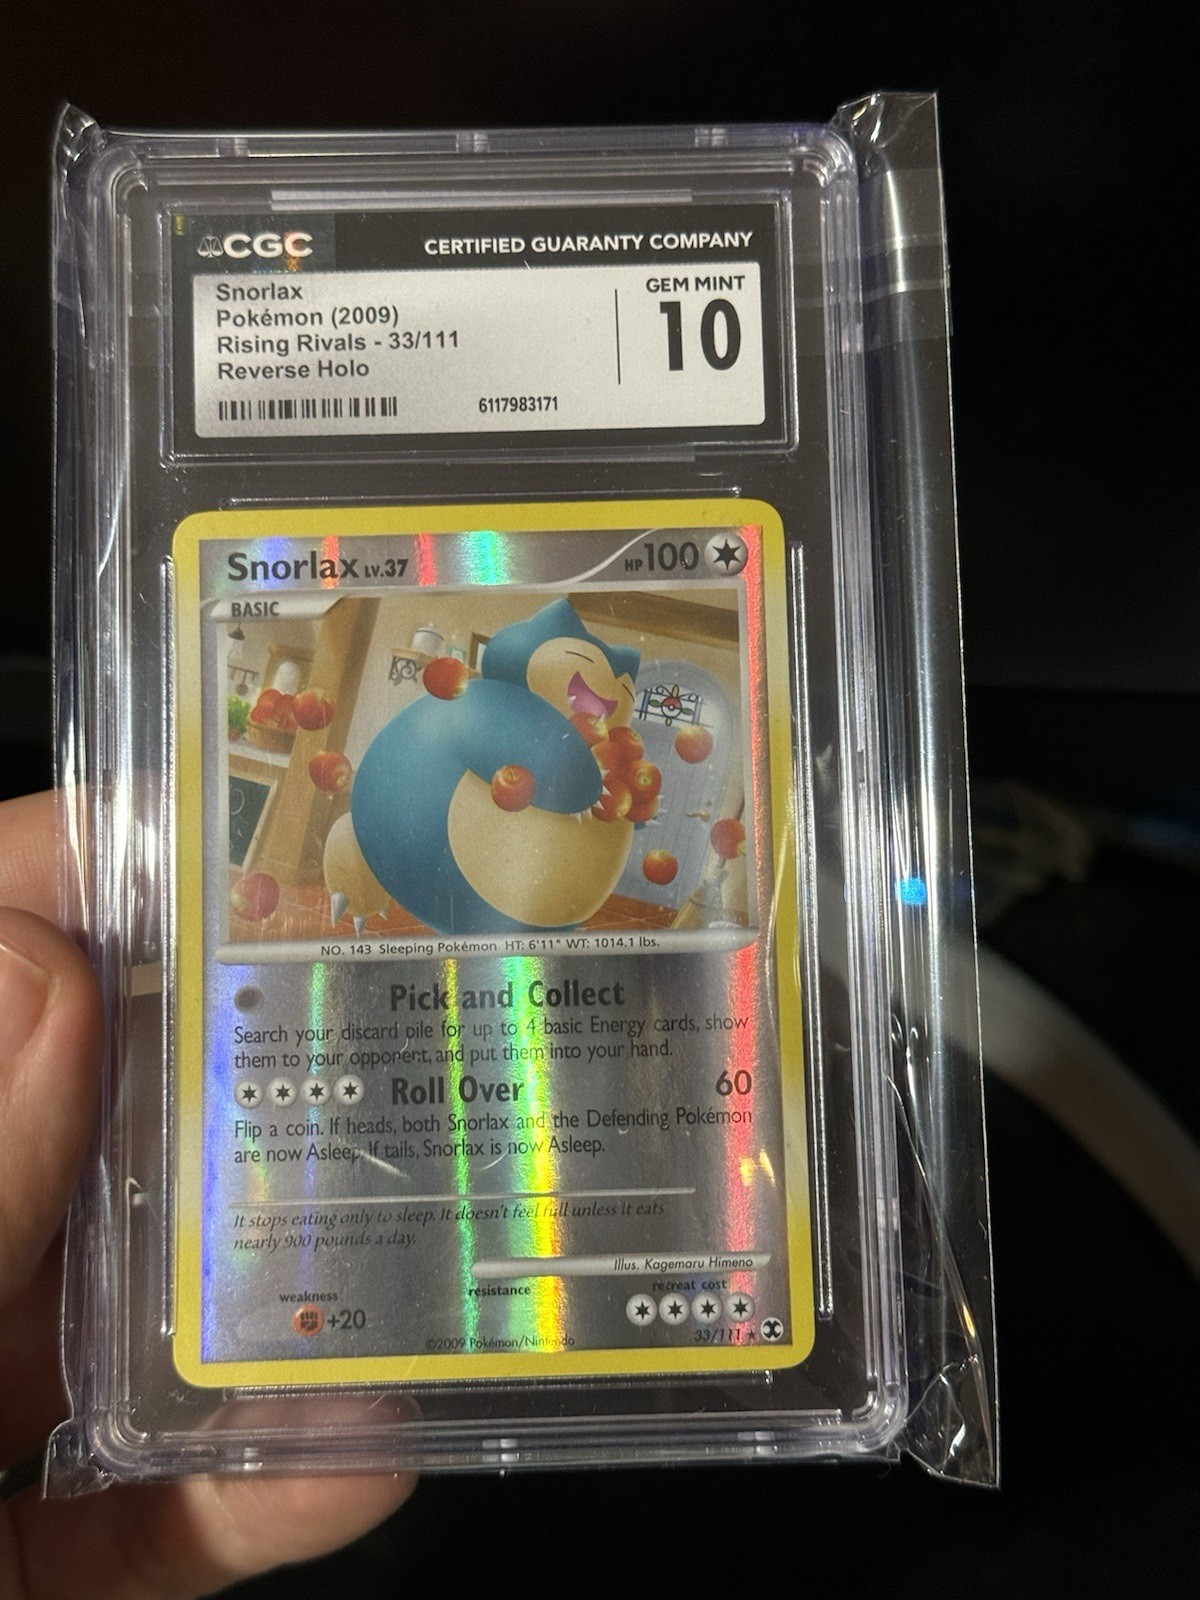 CGC CERTIFIED GUARANTY COMPANY
Snorlax
Pokémon (2009)
Rising Rivals - 33/111
Reverse Holo
GEM MINT
10
6117983171
Snorlax LV.37 HP 100
BASIC
NO. 143 Sleeping Pokémon HT: 6'11" WT: 1014.1 lbs.
Pick and Collect
Search your discard pile for up to 4 basic Energy cards, show
them to your opponent, and put them into your hand.
Roll Over 60
Flip a coin. If heads, both Snorlax and the Defending Pokémon
are now Asleep. If tails, Snorlax is now Asleep.
It stops eating only to sleep. It doesn't feel full unless it eats
nearly 900 pounds a day.
Illus. Kagemaru Himeno
weakness resistance retreat cost
+20
©2009 Pokémon/Nintendo 33/111